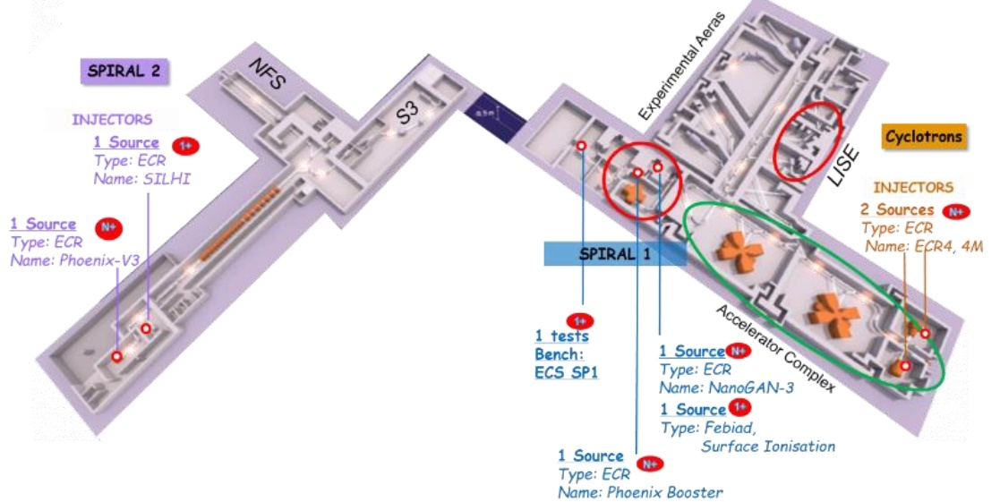 SPIRAL 2
NFS
INJECTORS
1 Source 1+
Type: ECR
Name: SILHI
1 Source N+
Type: ECR
Name: Phoenix-V3
S3
Experimental Aeras
LISE
Cyclotrons
INJECTORS
2 Sources N+
Type: ECR
Name: ECR4, 4M
SPIRAL 1
Accelerator Complex
1+
1 tests
Bench:
ECS SP1
1 Source N+
Type: ECR
Name: NanoGAN-3
1 Source 1+
Type: Febiad,
Surface Ionisation
1 Source N+
Type: ECR
Name: Phoenix Booster